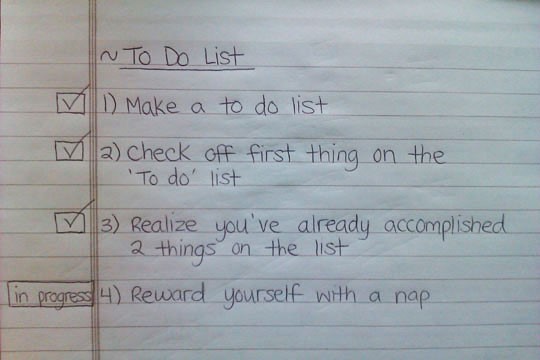 ~ To Do List
1) Make a to do list
2) Check off first thing on the
'To do' list
3) Realize you've already accomplished
2 things on the list
in progress 4) Reward yourself with a nap